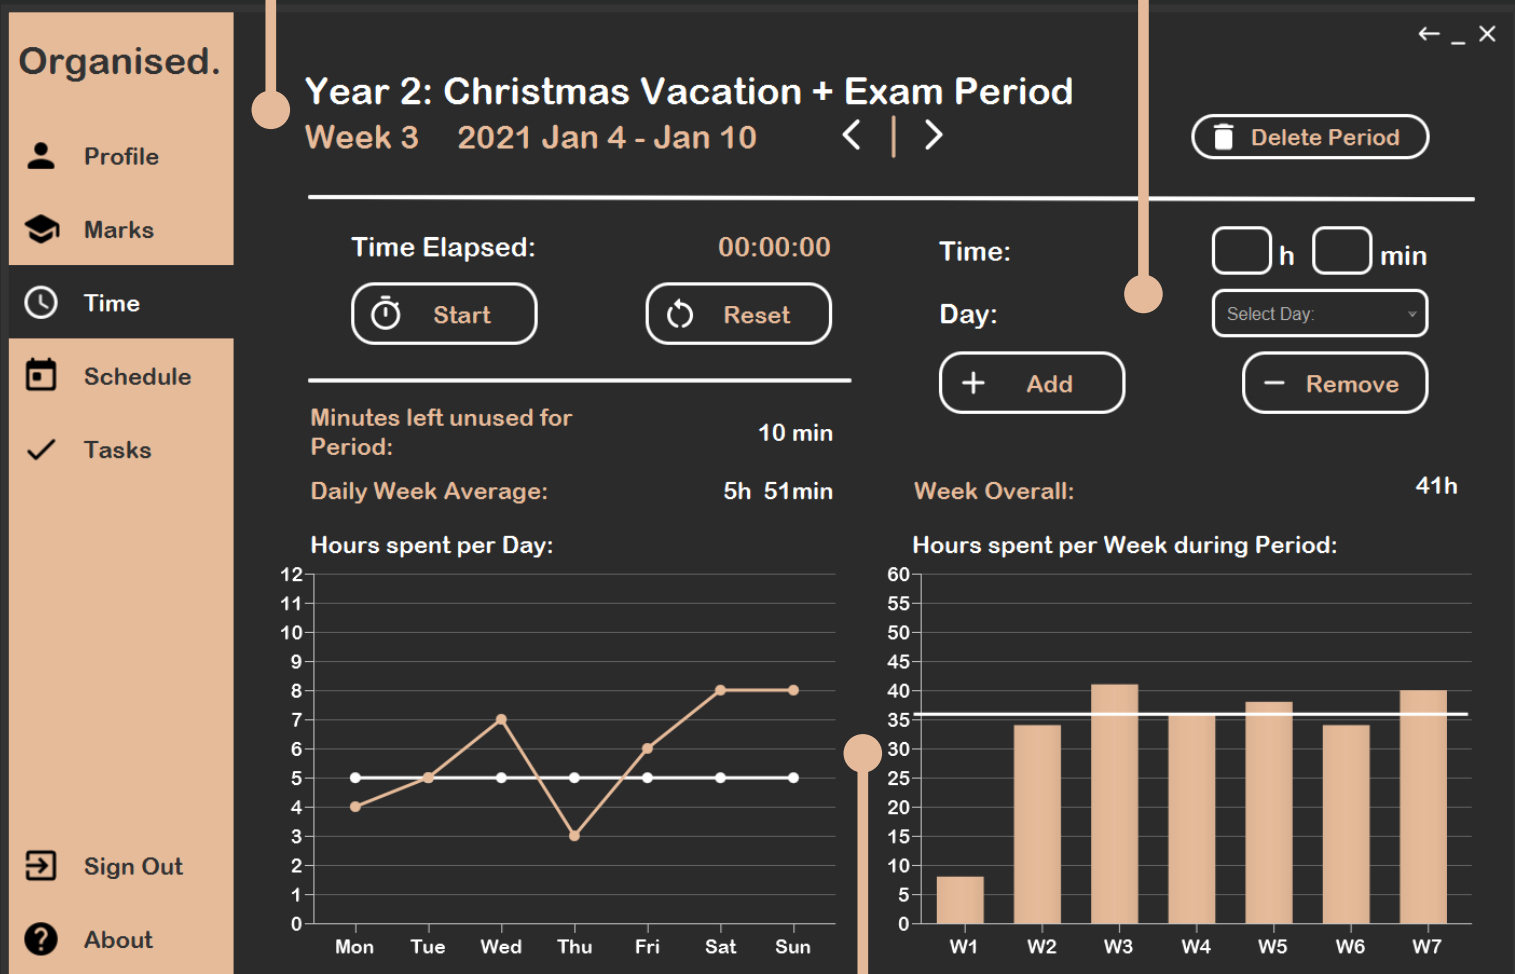 Organised.
Profile
Marks
Time
Schedule
Tasks
Sign Out
About
Year 2: Christmas Vacation + Exam Period
Week 3 2021 Jan 4 - Jan 10
Delete Period
Time Elapsed: 00:00:00
Start Reset
Time: h min
Day: Select Day:
Add Remove
Minutes left unused for
Period: 10 min
Daily Week Average: 5h 51min
Week Overall: 41h
Hours spent per Day:
12
11
10
9
8
7
6
5
4
3
2
1
0
Mon Tue Wed Thu Fri Sat Sun
Hours spent per Week during Period:
60
55
50
45
40
35
30
25
20
15
10
5
0
W1 W2 W3 W4 W5 W6 W7